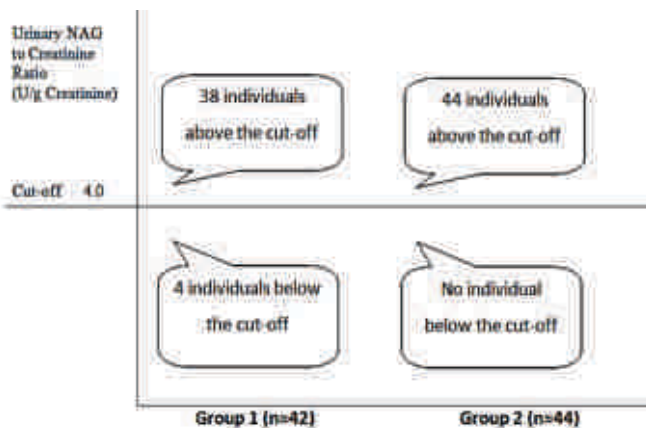 Urinary NAG
to Creatinine
Ratio
(U/g Creatinine)
38 individuals
above the cut-off
44 individuals
above the cut-off
Cut-off 4.0
4 individuals below
the cut-off
No individual
below the cut-off
Group 1 (n=42)
Group 2 (n=44)